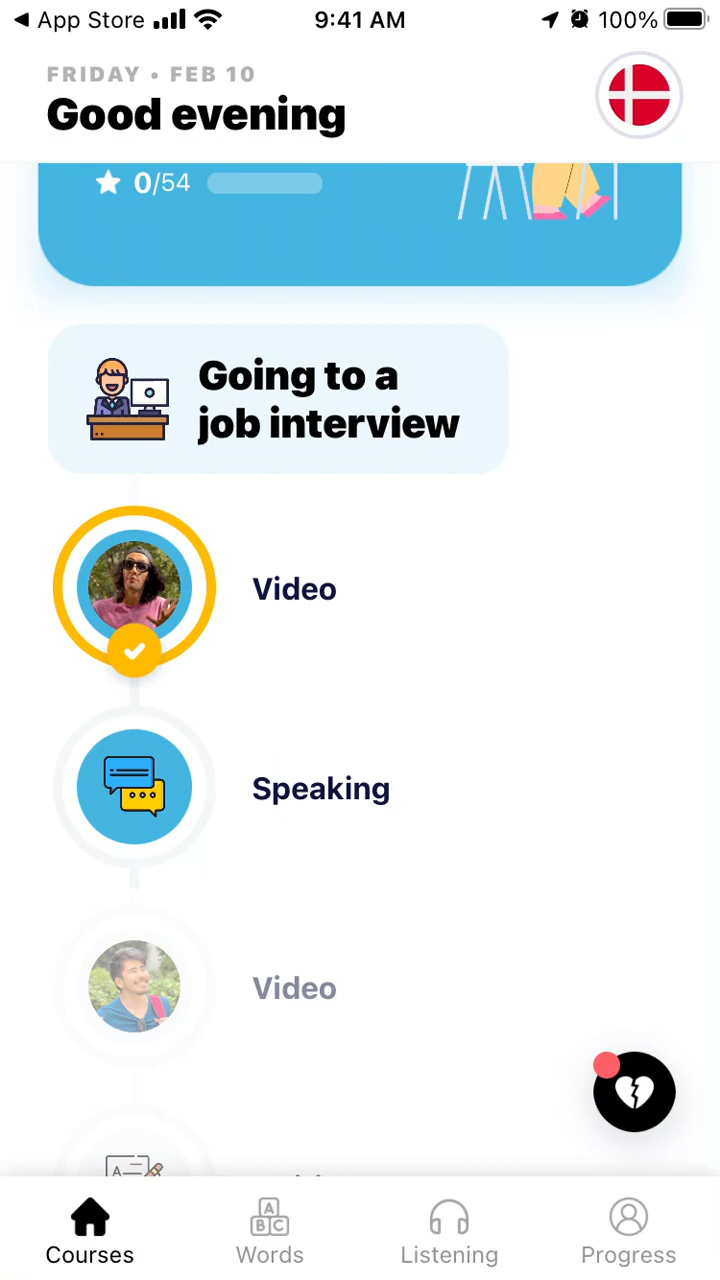 App Store
9:41 AM
100%
FRIDAY • FEB 10
Good evening
0/54
Going to a
job interview
Video
Speaking
Video
A
A
B C
Courses
Words
Listening
Progress